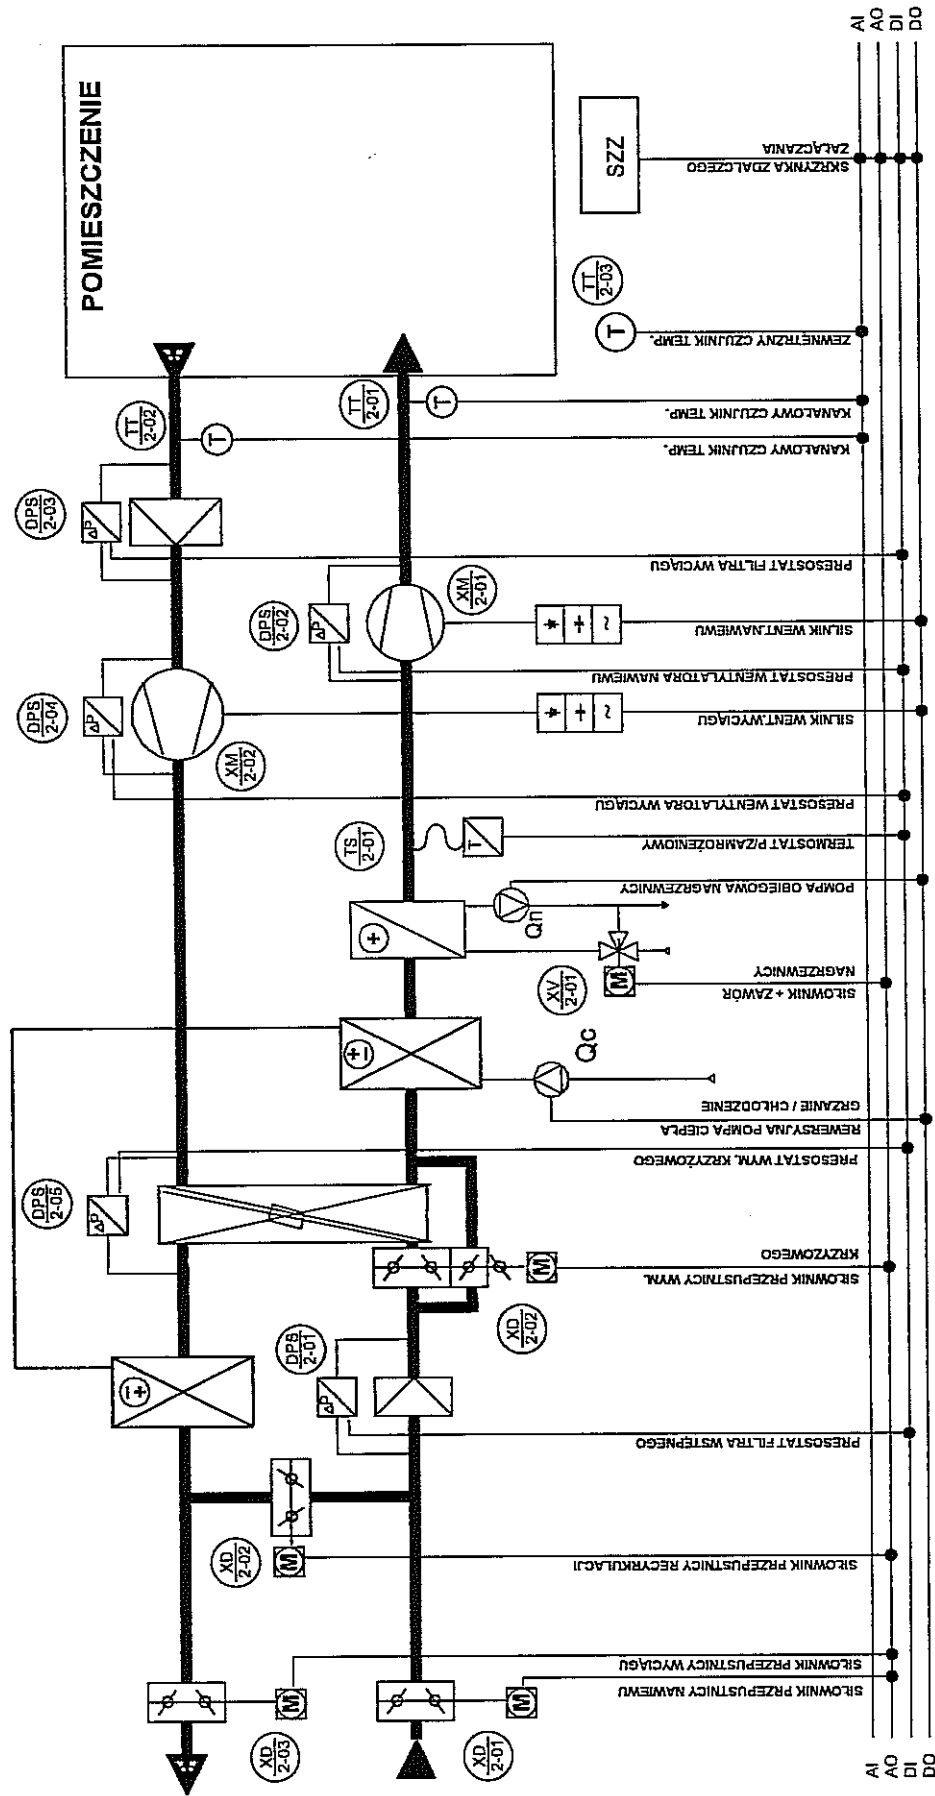 POMIESZCZENIE
SZZ
TT
2-03
T
TT
2-02
T
TT
2-01
T
DPS
2-03
ΔP
DPS
2-02
ΔP
XM
2-01
DPS
2-04
ΔP
XM
2-02
~
~
TS
2-01
T
+
Qn
XV
2-01
M
Qc
DPS
2-05
ΔP
M
XD
2-02
DPS
2-01
ΔP
XD
2-02
M
XD
2-03
M
XD
2-01
M
SIŁOWNIK PRZEPUSTNICY NAWIEWU
SIŁOWNIK PRZEPUSTNICY WYCIĄGU
SIŁOWNIK PRZEPUSTNICY RECYRKULACJI
PRESOSTAT FILTRA WSTĘPNEGO
SIŁOWNIK PRZEPUSTNICY WYM.
KRZYŻOWEGO
PRESOSTAT WYM. KRZYŻOWEGO
REWERSYJNA POMPA CIEPŁA
GRZANIE / CHŁODZENIE
SIŁOWNIK + ZAWÓR
NAGRZEWNICY
POMPA OBIEGOWA NAGRZEWNICY
TERMOSTAT P/ZAMROŻENIOWY
PRESOSTAT WENTYLATORA WYCIĄGU
SILNIK WENT.WYCIĄGU
PRESOSTAT WENTYLATORA NAWIEWU
SILNIK WENT.NAWIEWU
PRESOSTAT FILTRA WYCIĄGU
KANAŁOWY CZUJNIK TEMP.
KANAŁOWY CZUJNIK TEMP.
ZEWNĘTRZNY CZUJNIK TEMP.
SKRZYNKA ZDALCZEGO
ZAŁĄCZANIA
AI
AO
DI
DO
AI
AO
DI
DO